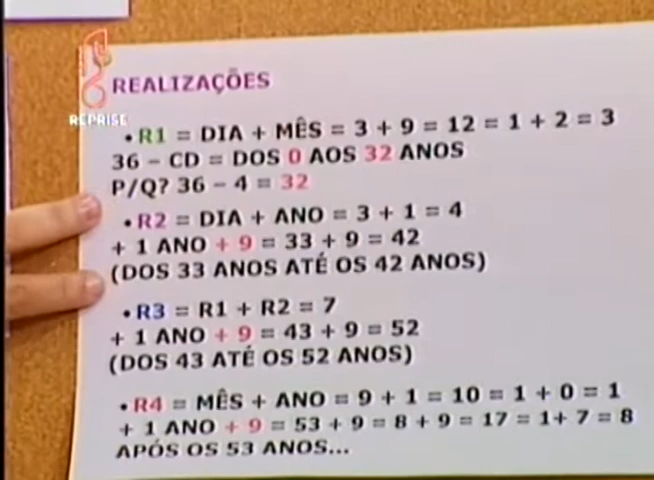 REALIZAÇÕES
REPRISE
• R1 = DIA + MÊS = 3 + 9 = 12 = 1 + 2 = 3
36 - CD = DOS 0 AOS 32 ANOS
P/Q? 36 - 4 = 32
• R2 = DIA + ANO = 3 + 1 = 4
+ 1 ANO + 9 = 33 + 9 = 42
(DOS 33 ANOS ATÉ OS 42 ANOS)
• R3 = R1 + R2 = 7
+ 1 ANO + 9 = 43 + 9 = 52
(DOS 43 ATÉ OS 52 ANOS)
• R4 = MÊS + ANO = 9 + 1 = 10 = 1 + 0 = 1
+ 1 ANO + 9 = 53 + 9 = 8 + 9 = 17 = 1+ 7 = 8
APÓS OS 53 ANOS...